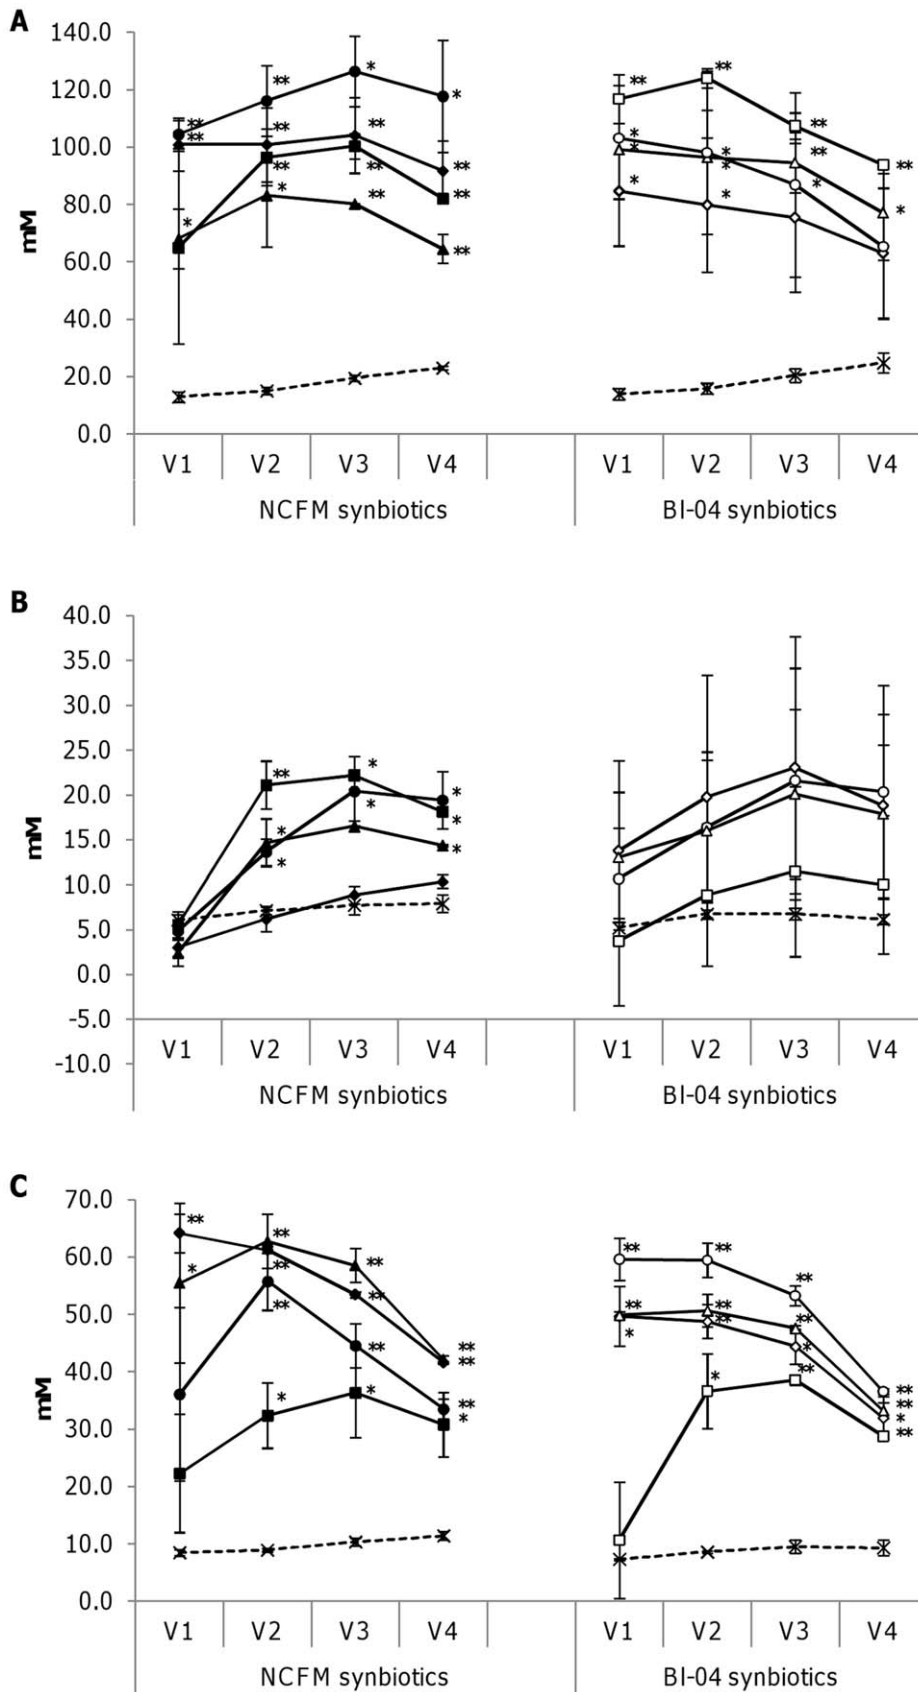 A
140.0
120.0
100.0
80.0
60.0
40.0
20.0
0.0
mM
** ** * *
** ** ** **
* ** ** **
* ** **
** ** ** **
* * ** *
* * *
* *
V1 V2 V3 V4 V1 V2 V3 V4
NCFM synbiotics BI-04 synbiotics
B
40.0
35.0
30.0
25.0
20.0
15.0
10.0
5.0
0.0
-5.0
-10.0
mM
** * *
* * *
* *
V1 V2 V3 V4 V1 V2 V3 V4
NCFM synbiotics BI-04 synbiotics
C
70.0
60.0
50.0
40.0
30.0
20.0
10.0
0.0
mM
** ** ** **
* ** ** **
** ** **
* * *
** ** ** **
** ** ** **
* ** * *
* ** **
V1 V2 V3 V4 V1 V2 V3 V4
NCFM synbiotics BI-04 synbiotics